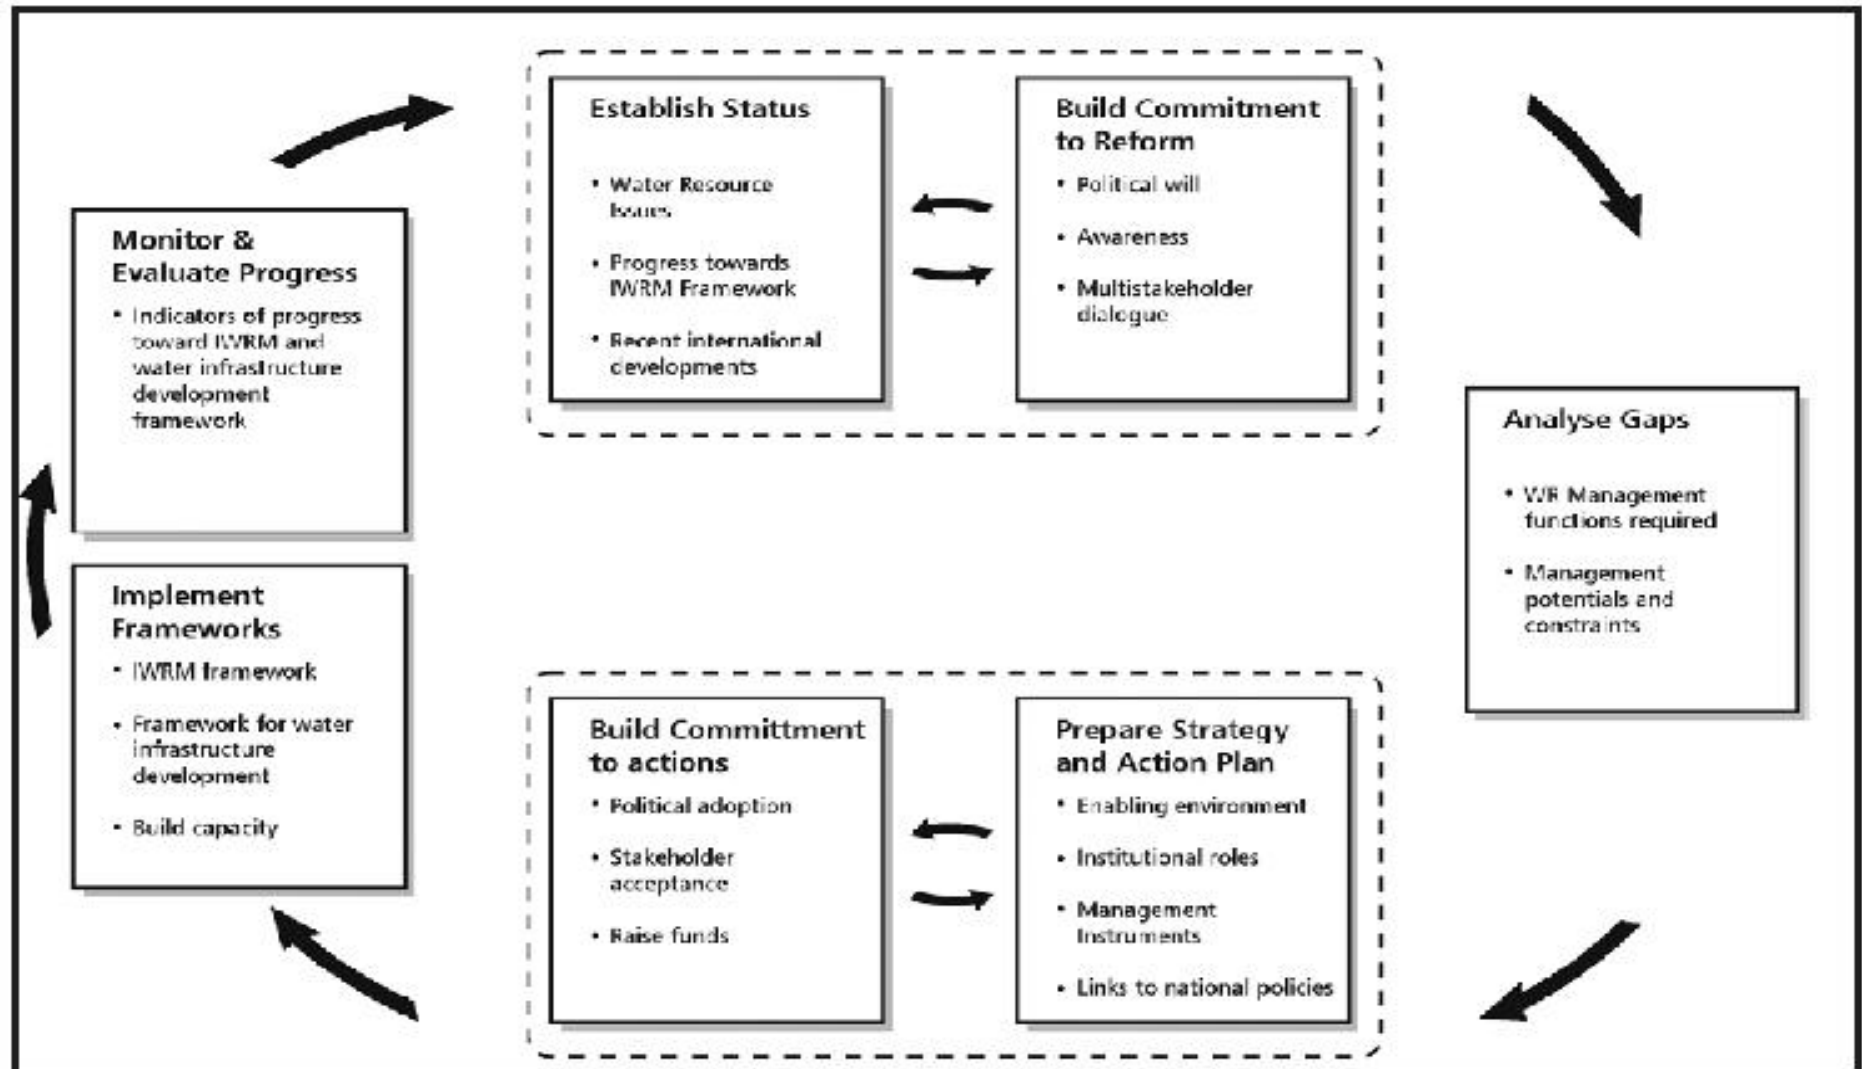 Establish Status
• Water Resource
Issues
• Progress towards
IWRM Framework
• Recent international
developments
Build Commitment
to Reform
• Political will
• Awareness
• Multistakeholder
dialogue
Monitor &
Evaluate Progress
• Indicators of progress
toward IWRM and
water infrastructure
development
framework
Analyse Gaps
• WR Management
functions required
• Management
potentials and
constraints
Implement
Frameworks
• IWRM framework
• Framework for water
infrastructure
development
• Build capacity
Build Committment
to actions
• Political adoption
• Stakeholder
acceptance
• Raise funds
Prepare Strategy
and Action Plan
• Enabling environment
• Institutional roles
• Management
Instruments
• Links to national policies